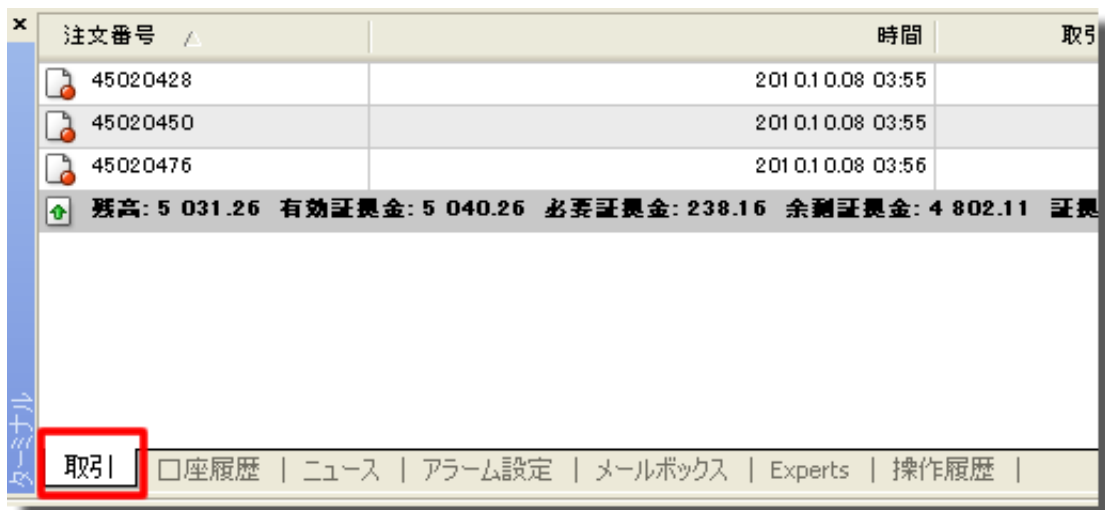 注文番号 時間 取引
45020428 2010.10.08 03:55
45020450 2010.10.08 03:55
45020476 2010.10.08 03:56
残高: 5 031.26 有効証拠金: 5 040.26 必要証拠金: 238.16 余剰証拠金: 4 802.11 証拠
ターミナル
取引 | 口座履歴 | ニュース | アラーム設定 | メールボックス | Experts | 操作履歴 |